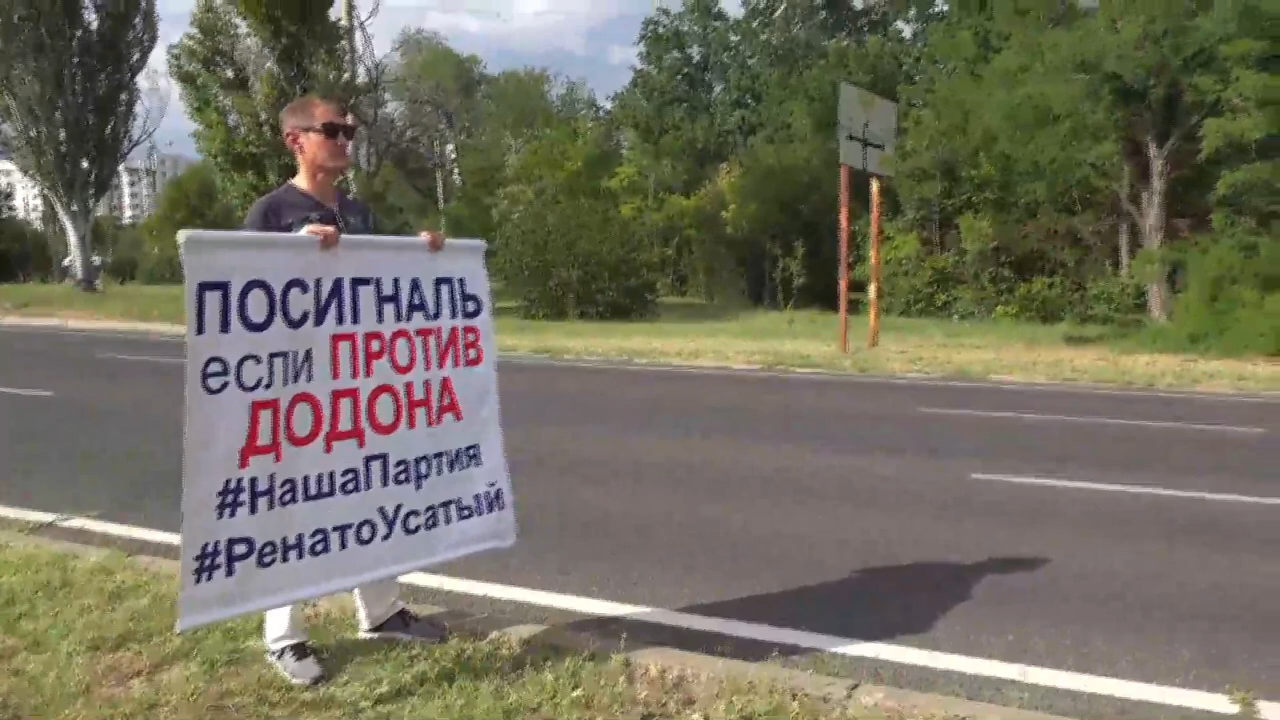 ПОСИГНАЛЬ
если ПРОТИВ
ДОДОНА
#НашаПартия
#РенатоУсатый